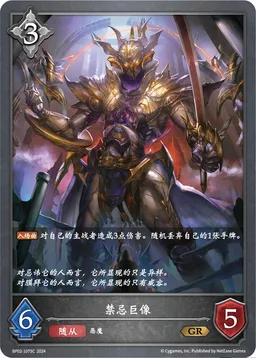 3
入场曲 对自己的主战者造成3点伤害。随机丢弃自己的1张手牌。
对忌讳它的人而言，它所显现的只是异样。
对膜拜它的人而言，它所显现的只有威容。
禁忌巨像
6
随从 恶魔
GR
5
BP02-107SC 2024
© Cygames, Inc. Published by NetEase Games